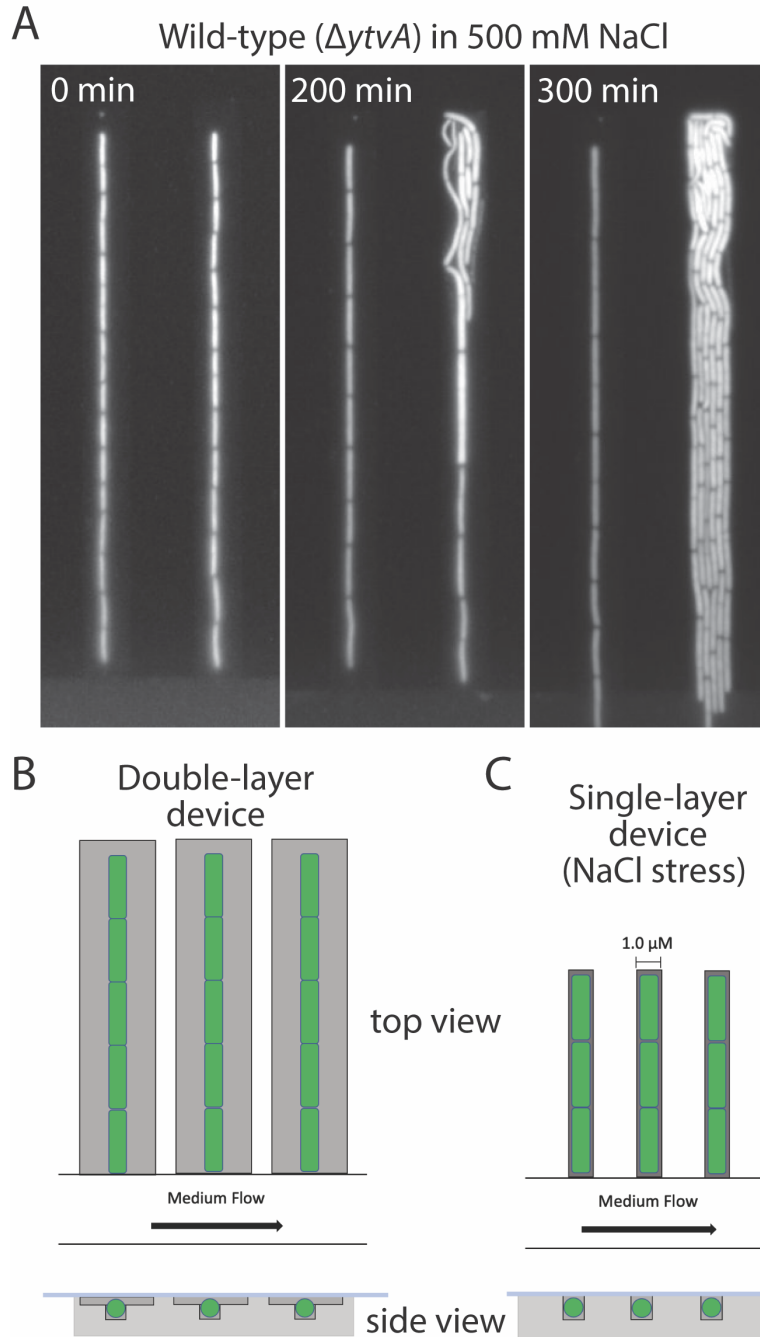 A
Wild-type (ΔytvA) in 500 mM NaCl
0 min
200 min
300 min
B
Double-layer
device
C
Single-layer
device
(NaCl stress)
1.0 μM
top view
Medium Flow
Medium Flow
side view